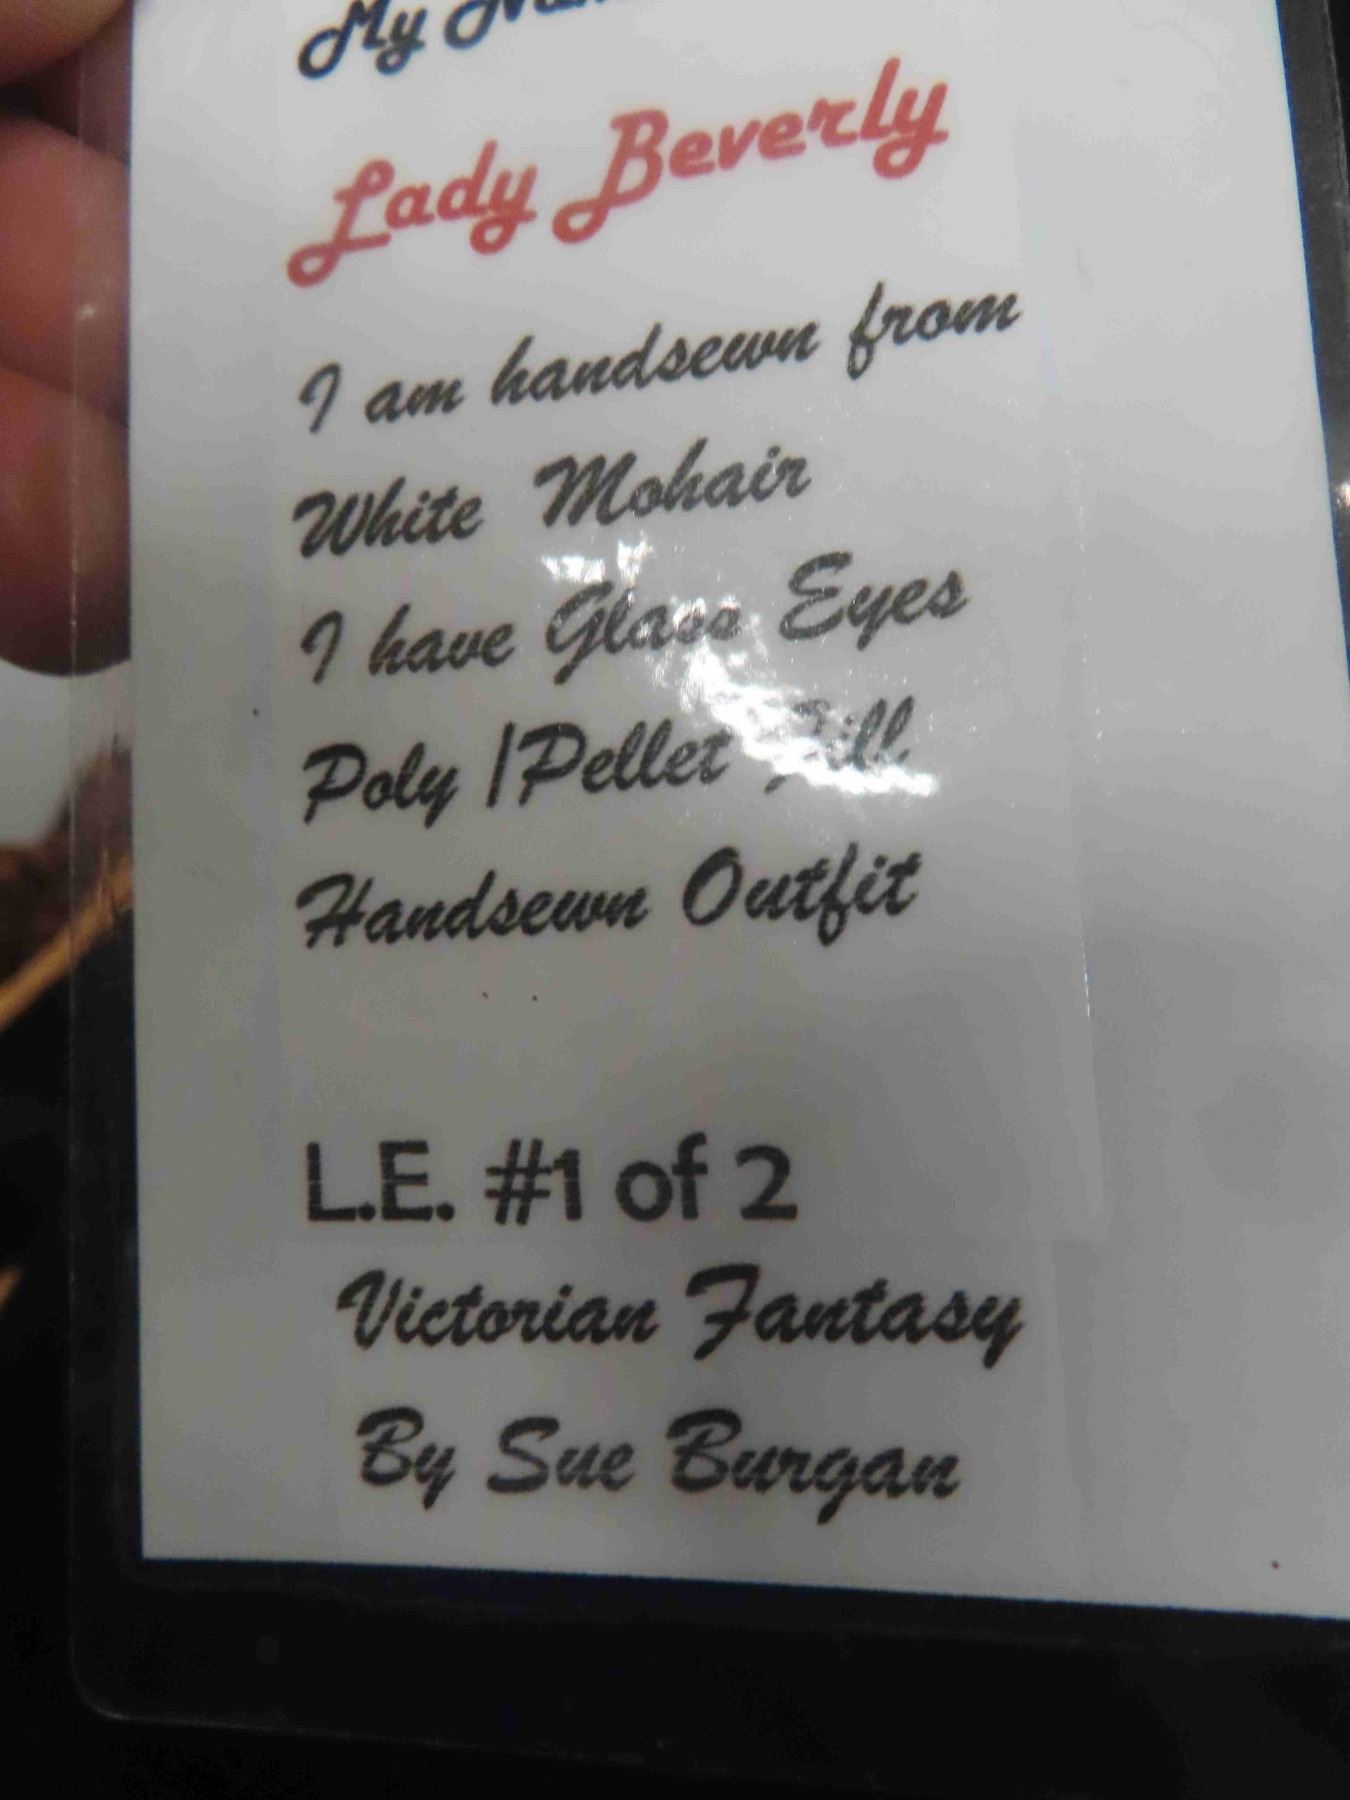 My
Lady Beverly
I am handsewn from
White Mohair
I have Glass Eyes
Poly | Pellet Fill
Handsewn Outfit
L.E. #1 of 2
Victorian Fantasy
By Sue Burgan